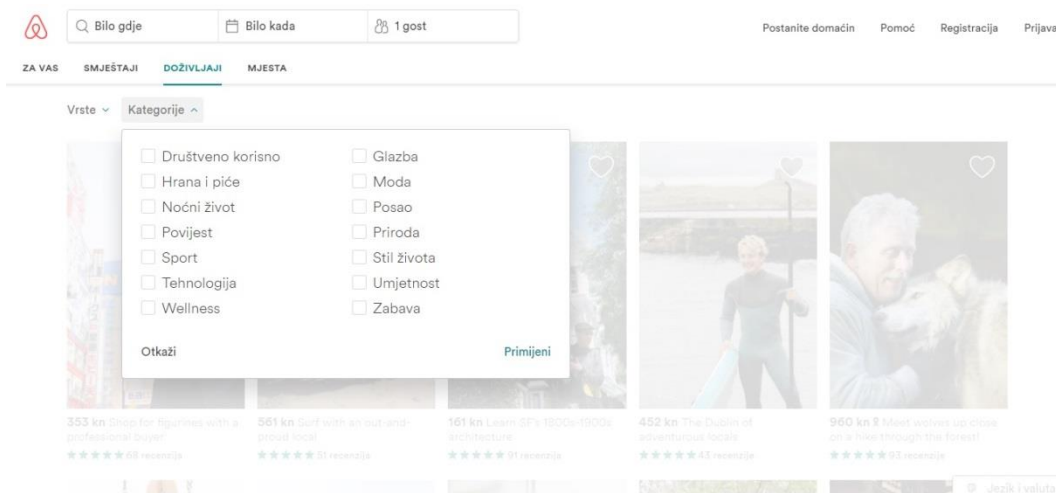 Bilo gdje
Bilo kada
1 gost
Postanite domaćin
Pomoć
Registracija
Prijava
ZA VAS
SMJEŠTAJI
DOŽIVLJAJI
MJESTA
Vrste
Kategorije
Društveno korisno
Glazba
Hrana i piće
Moda
Noćni život
Posao
Povijest
Priroda
Sport
Stil života
Tehnologija
Umjetnost
Wellness
Zabava
Otkaži
Primijeni
353 kn Shop for figurines with a
professional buyer
68 recenzija
561 kn Surf with an out-and-
proud local
51 recenzija
161 kn Learn SF's 1800s-1900s
architecture
91 recenzija
452 kn The Dublin of
adventurous locals
43 recenzija
960 kn Meet wolves up close
on a hike through the forest!
93 recenzija
Jezik i valuta